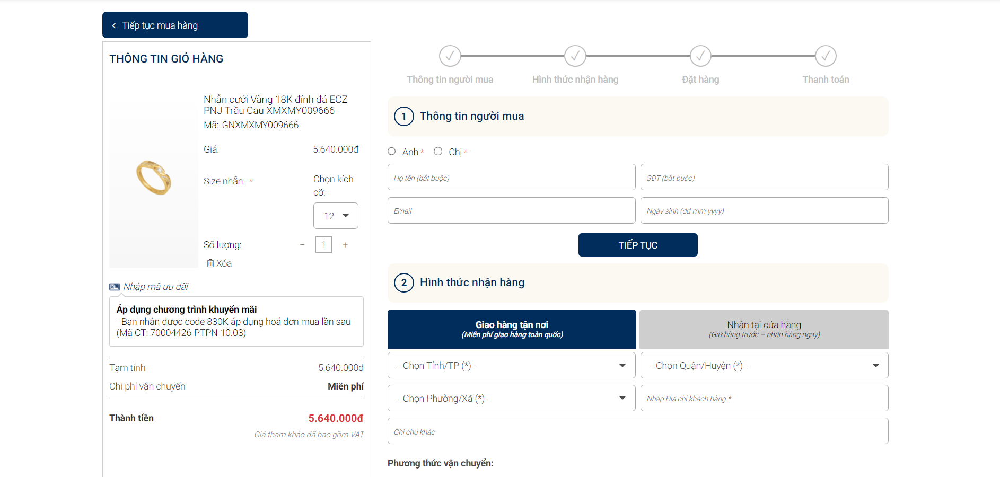 Tiếp tục mua hàng
THÔNG TIN GIỎ HÀNG
Nhẫn cưới Vàng 18K đính đá ECZ
PNJ Trầu Cau XMXMY009666
Mã: GNXMXMY009666
Giá: 5.640.000đ
Size nhẫn: *
Chọn kích
cỡ:
12
Số lượng: − 1 +
Xóa
Nhập mã ưu đãi
Áp dụng chương trình khuyến mãi
- Bạn nhận được code 830K áp dụng hoá đơn mua lần sau
(Mã CT: 70004426-PTPN-10.03)
Tạm tính 5.640.000đ
Chi phí vận chuyển Miễn phí
Thành tiền 5.640.000đ
Giá tham khảo đã bao gồm VAT
Thông tin người mua Hình thức nhận hàng Đặt hàng Thanh toán
1 Thông tin người mua
Anh * Chị *
Họ tên (bắt buộc) SĐT (bắt buộc)
Email Ngày sinh (dd-mm-yyyy)
TIẾP TỤC
2 Hình thức nhận hàng
Giao hàng tận nơi
(Miễn phí giao hàng toàn quốc)
Nhận tại cửa hàng
(Giữ hàng trước – nhận hàng ngay)
- Chọn Tỉnh/TP (*) - - Chọn Quận/Huyện (*) -
- Chọn Phường/Xã (*) - Nhập Địa chỉ khách hàng *
Ghi chú khác
Phương thức vận chuyển: